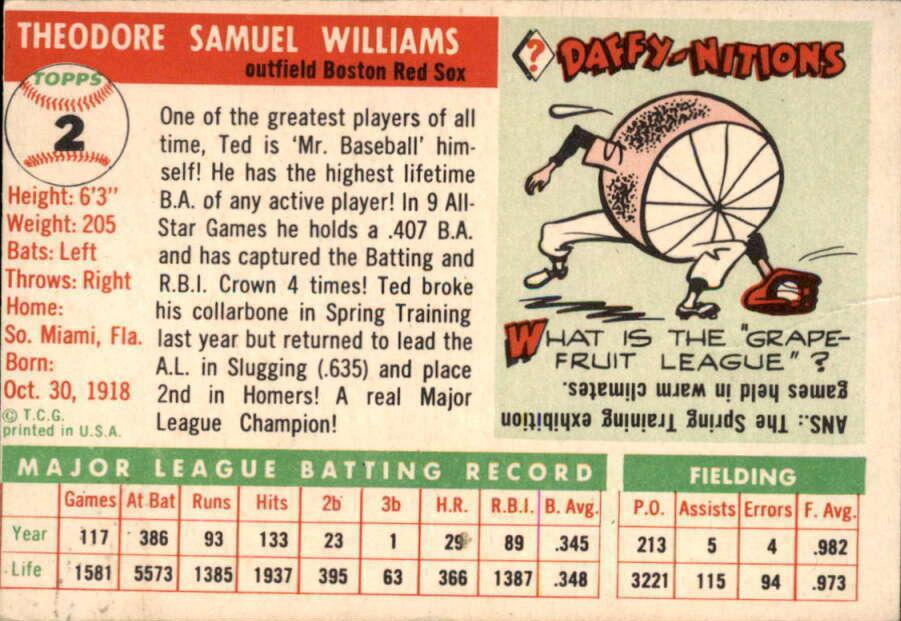 THEODORE SAMUEL WILLIAMS
outfield Boston Red Sox
TOPPS
2
Height: 6'3"
Weight: 205
Bats: Left
Throws: Right
Home:
So. Miami, Fla.
Born:
Oct. 30, 1918
© T.C.G.
printed in U.S.A.
One of the greatest players of all
time, Ted is 'Mr. Baseball' him-
self! He has the highest lifetime
B.A. of any active player! In 9 All-
Star Games he holds a .407 B.A.
and has captured the Batting and
R.B.I. Crown 4 times! Ted broke
his collarbone in Spring Training
last year but returned to lead the
A.L. in Slugging (.635) and place
2nd in Homers! A real Major
League Champion!
? DAFFY-NITIONS
WHAT IS THE "GRAPE-
FRUIT LEAGUE"?
ANS.: The Spring Training exhibition
games held in warm climates.
MAJOR LEAGUE BATTING RECORD
Games At Bat Runs Hits 2b 3b H.R. R.B.I. B. Avg.
Year 117 386 93 133 23 1 29 89 .345
Life 1581 5573 1385 1937 395 63 366 1387 .348
FIELDING
P.O. Assists Errors F. Avg.
213 5 4 .982
3221 115 94 .973